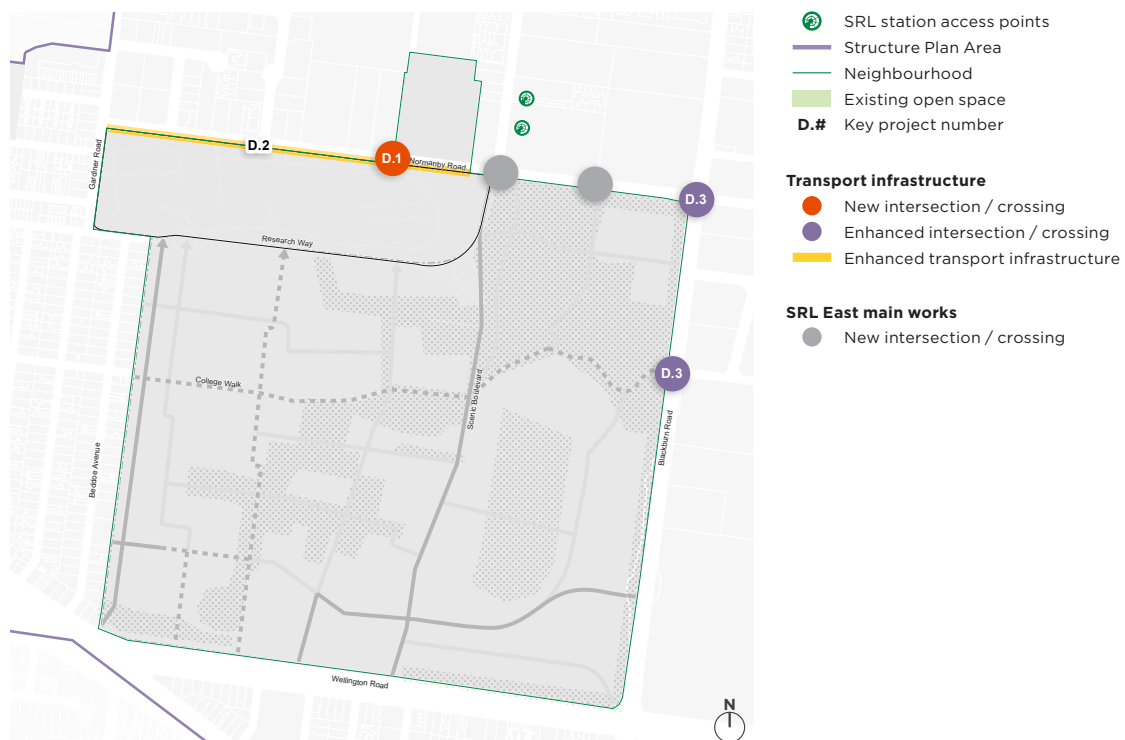 SRL station access points
Structure Plan Area
Neighbourhood
Existing open space
D.# Key project number
Transport infrastructure
New intersection / crossing
Enhanced intersection / crossing
Enhanced transport infrastructure
SRL East main works
New intersection / crossing
D.2
D.1
Normanby Road
D.3
Gardiner Road
Research Way
D.3
College Walk
Scenic Boulevard
Blackburn Road
Beddoe Avenue
Wellington Road
N